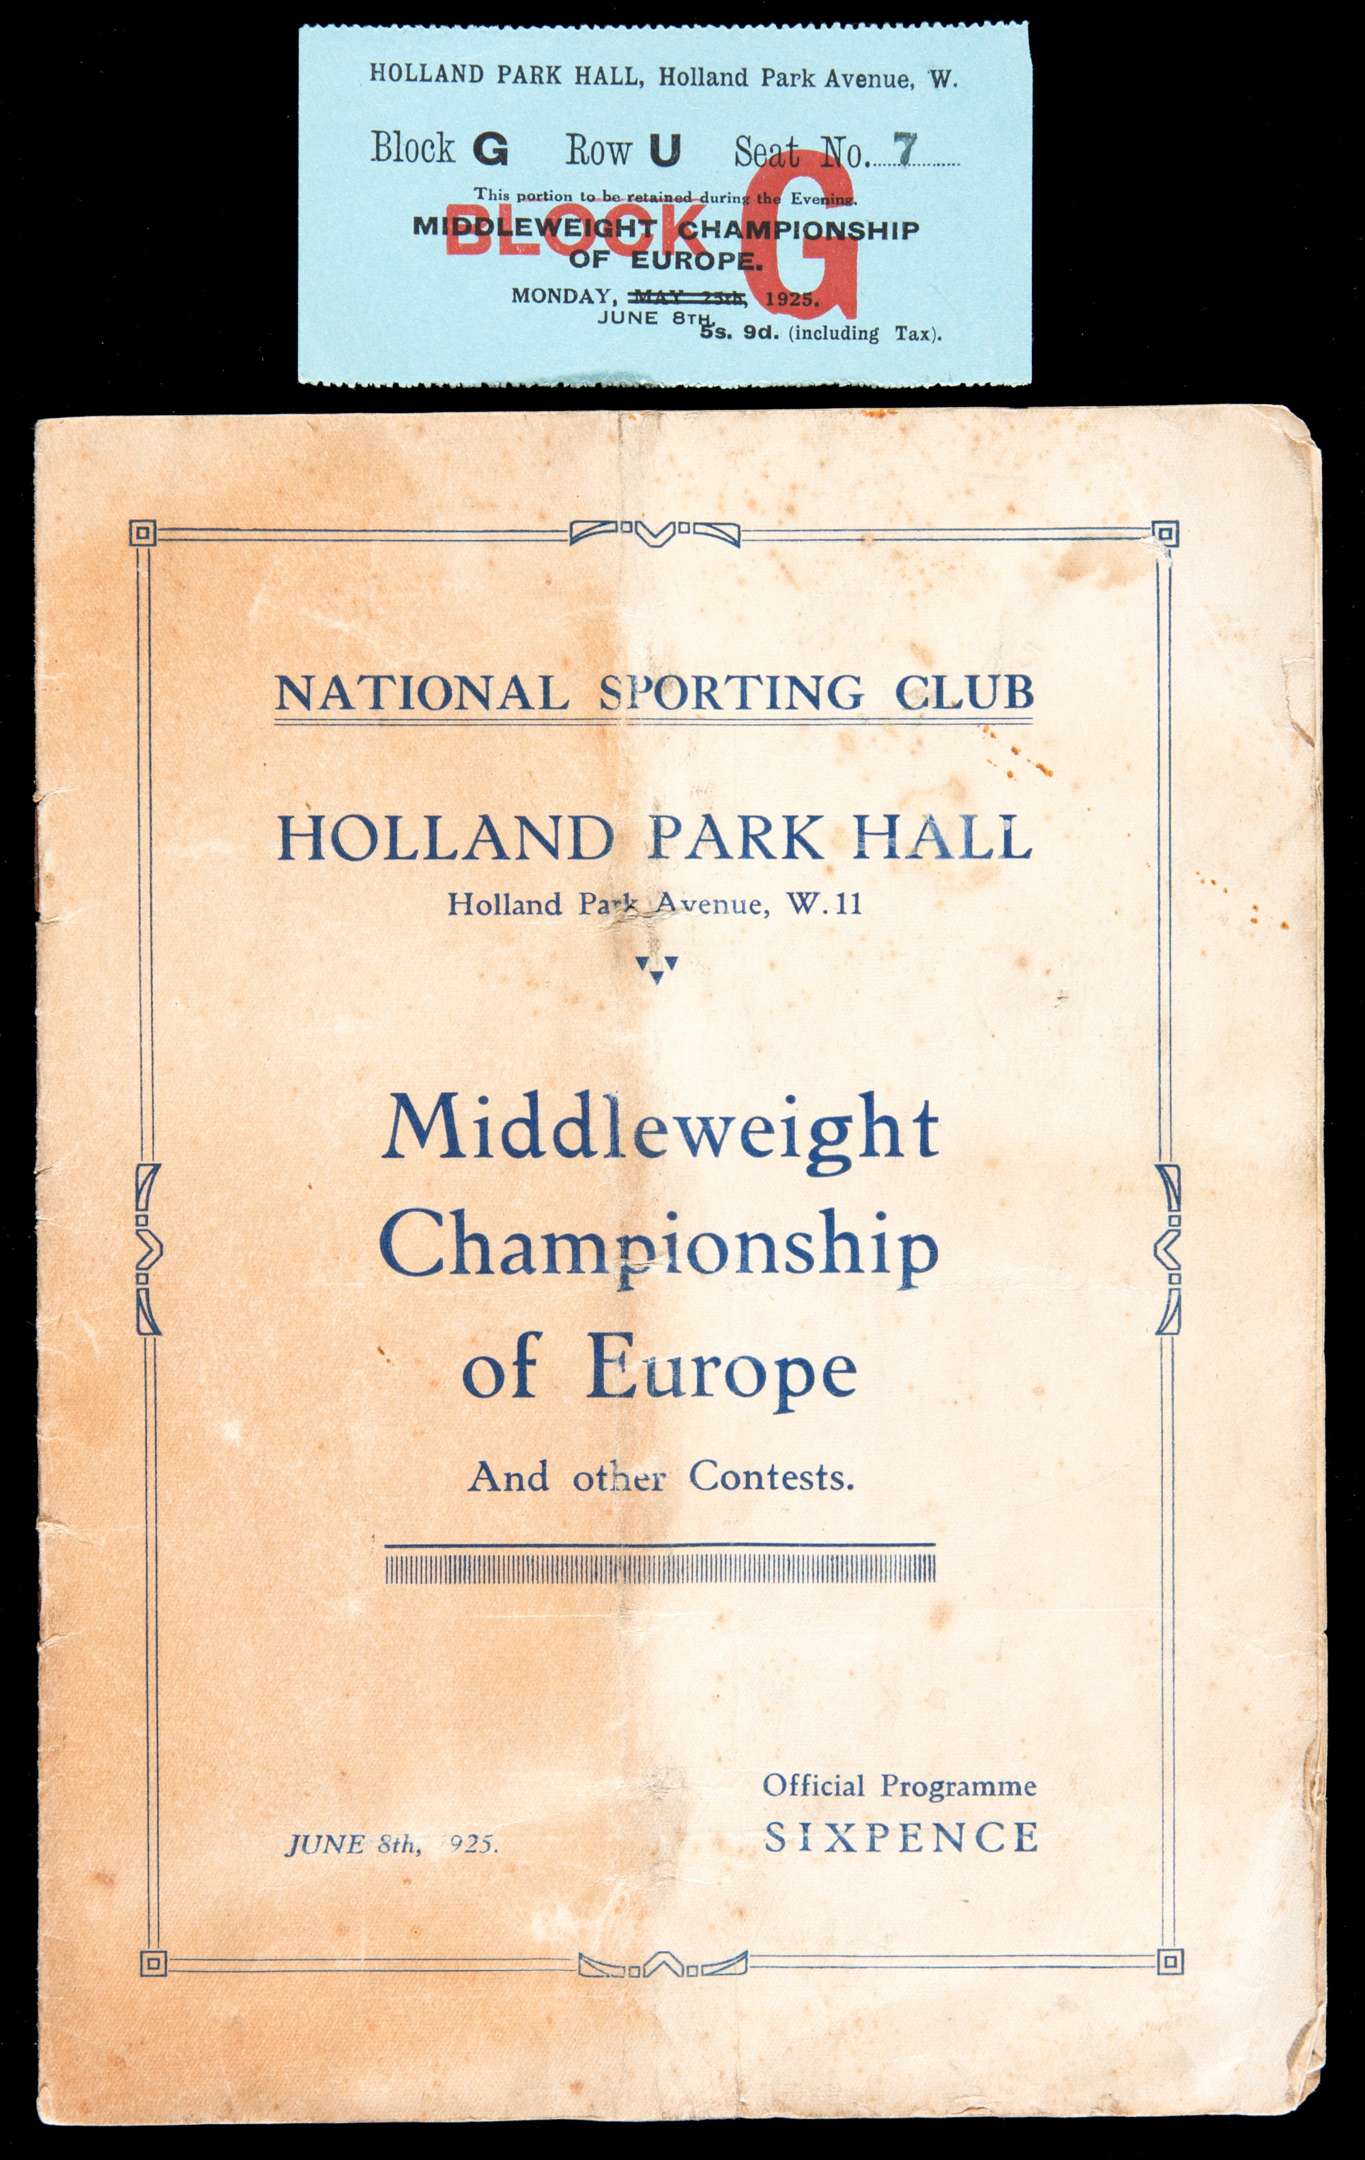 HOLLAND PARK HALL, Holland Park Avenue, W.
Block G Row U Seat No. 7
This portion to be retained during the Evening.
BLOCK G
MIDDLEWEIGHT CHAMPIONSHIP
OF EUROPE.
MONDAY, MAY 25th, 1925.
JUNE 8TH.
5s. 9d. (including Tax).
NATIONAL SPORTING CLUB
HOLLAND PARK HALL
Holland Park Avenue, W.11
Middleweight
Championship
of Europe
And other Contests.
Official Programme
JUNE 8th, 925.
SIXPENCE